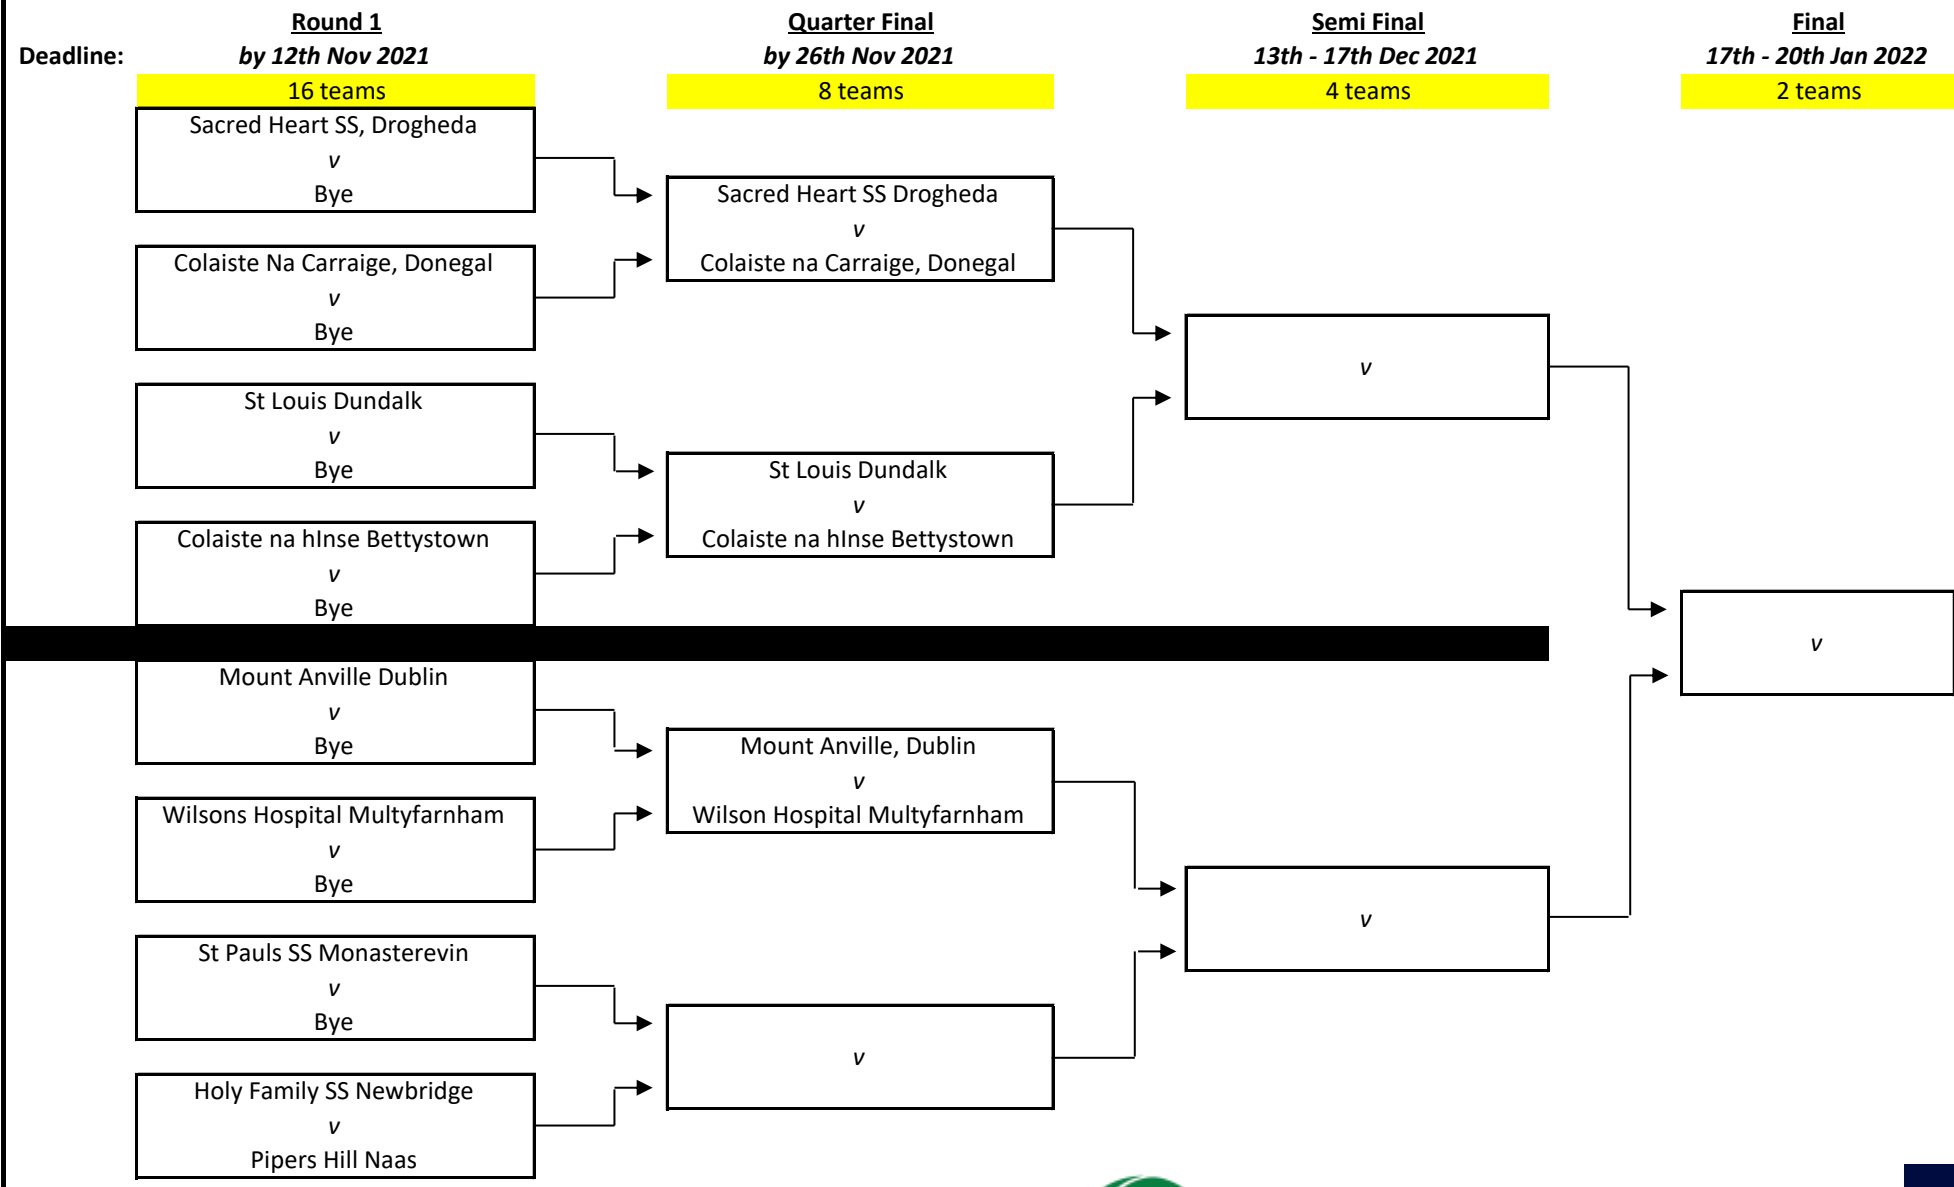 Round 1
Quarter Final
Semi Final
Final
Deadline:
by 12th Nov 2021
by 26th Nov 2021
13th - 17th Dec 2021
17th - 20th Jan 2022
16 teams
8 teams
4 teams
2 teams
Sacred Heart SS, Drogheda
v
Bye
Colaiste Na Carraige, Donegal
v
Bye
St Louis Dundalk
v
Bye
Colaiste na hInse Bettystown
v
Bye
Mount Anville Dublin
v
Bye
Wilsons Hospital Multyfarnham
v
Bye
St Pauls SS Monasterevin
v
Bye
Holy Family SS Newbridge
v
Pipers Hill Naas
Sacred Heart SS Drogheda
v
Colaiste na Carraige, Donegal
St Louis Dundalk
v
Colaiste na hInse Bettystown
Mount Anville, Dublin
v
Wilson Hospital Multyfarnham
v
v
v
v